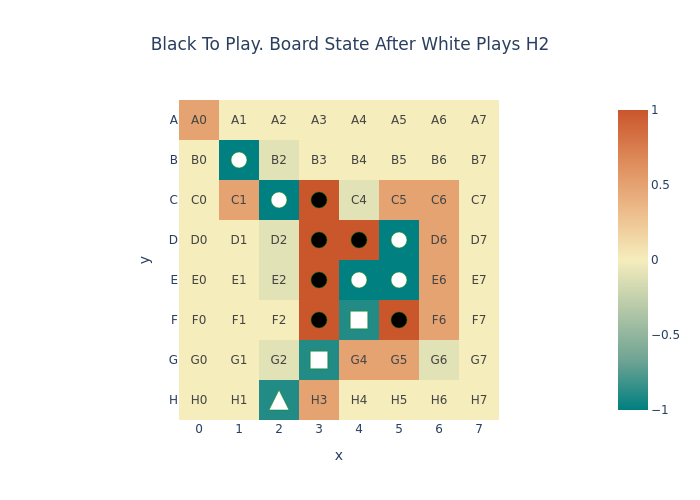 Black To Play. Board State After White Plays H2
A A0 A1 A2 A3 A4 A5 A6 A7
B B0 B2 B3 B4 B5 B6 B7
C C0 C1 C4 C5 C6 C7
D D0 D1 D2 D6 D7
E E0 E1 E2 E6 E7
F F0 F1 F2 F6 F7
G G0 G1 G2 G4 G5 G6 G7
H H0 H1 H3 H4 H5 H6 H7
0 1 2 3 4 5 6 7
x
y
1
0.5
0
−0.5
−1